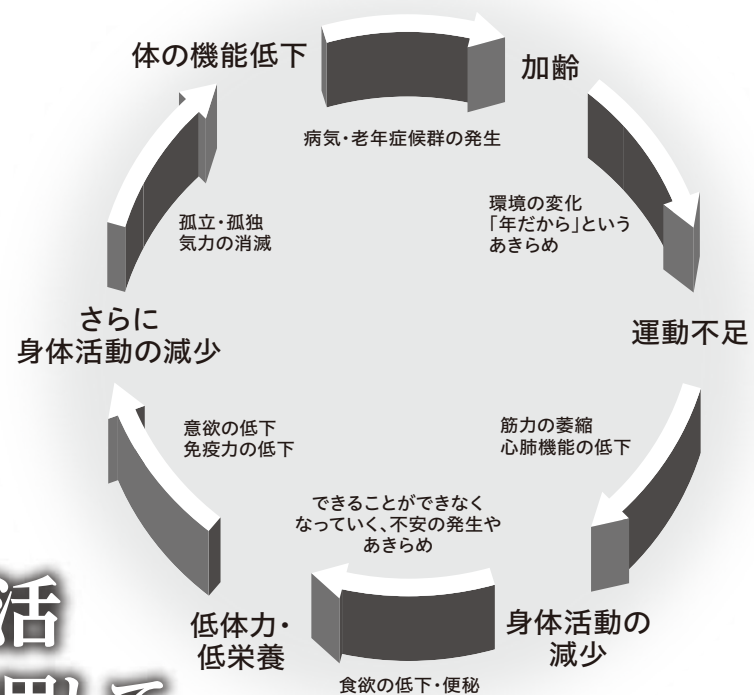 体の機能低下
加齢
病気・老年症候群の発生
環境の変化
「年だから」という
あきらめ
運動不足
筋力の萎縮
心肺機能の低下
身体活動の
減少
できることができなく
なっていく、不安の発生や
あきらめ
食欲の低下・便秘
低体力・
低栄養
意欲の低下
免疫力の低下
さらに
身体活動の減少
孤立・孤独
気力の消滅
活
用して